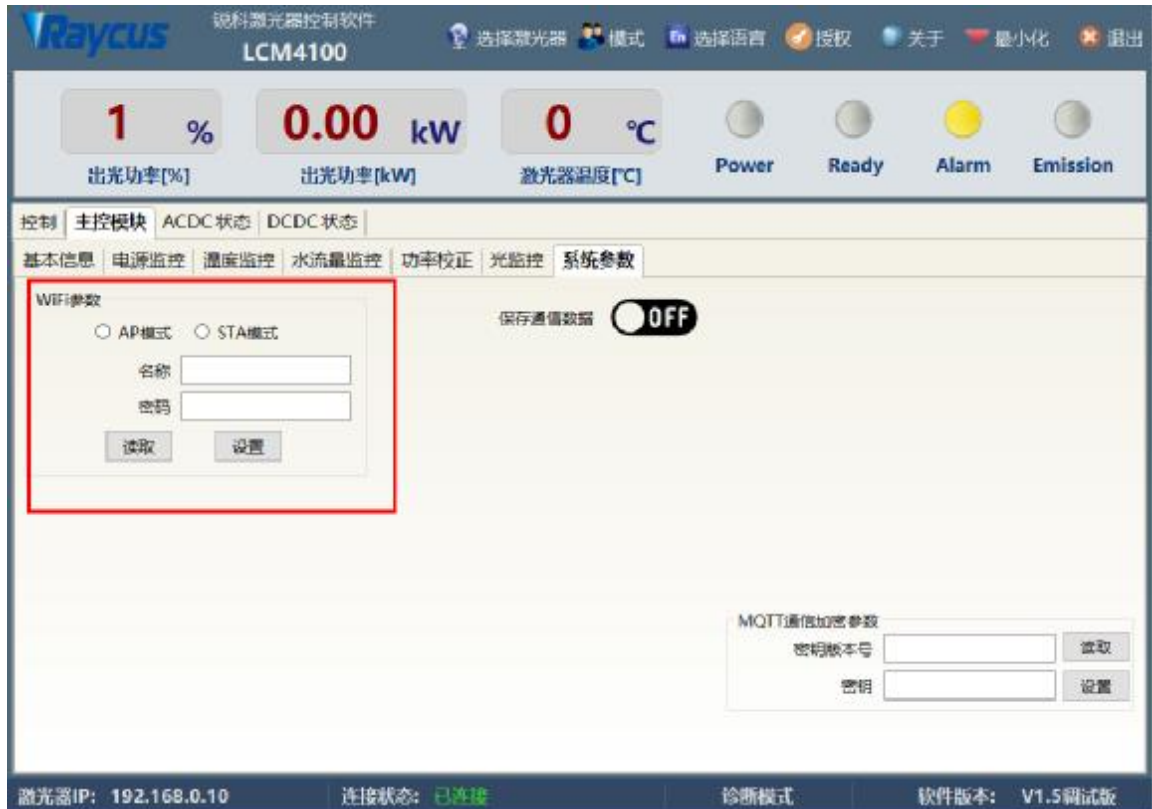 Raycus 锐科激光器控制软件 LCM4100 选择激光器 模式 En 选择语言 授权 关于 最小化 退出
1 % 0.00 kW 0 ℃
出光功率[%] 出光功率[kW] 激光器温度[℃] Power Ready Alarm Emission
控制 主控模块 ACDC状态 DCDC状态
基本信息 电源监控 温度监控 水流量监控 功率校正 光监控 系统参数
WiFi参数
AP模式 STA模式
名称
密码
读取 设置
保存通信数据 OFF
MQTT通信加密参数
密钥版本号 读取
密钥 设置
激光器IP: 192.168.0.10 连接状态: 已连接 诊断模式 软件版本: V1.5调试版